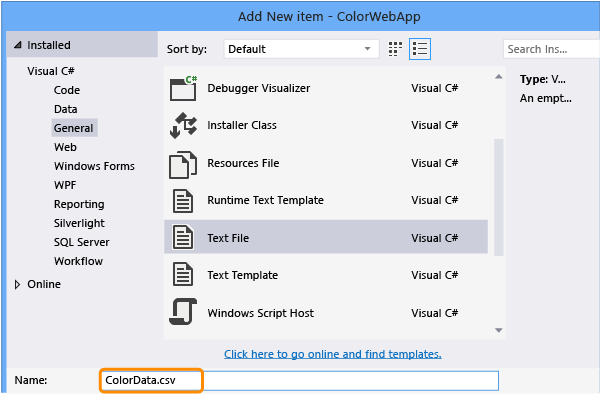 Add New item - ColorWebApp
Installed
Sort by:
Default
Search Ins...
Visual C#
Code
Data
General
Web
Windows Forms
WPF
Reporting
Silverlight
SQL Server
Workflow
Online
C#
Debugger Visualizer Visual C#
Installer Class Visual C#
Resources File Visual C#
Runtime Text Template Visual C#
Text File Visual C#
Text Template Visual C#
Windows Script Host Visual C#
Type: V...
An empt...
Click here to go online and find templates.
Name: ColorData.csv